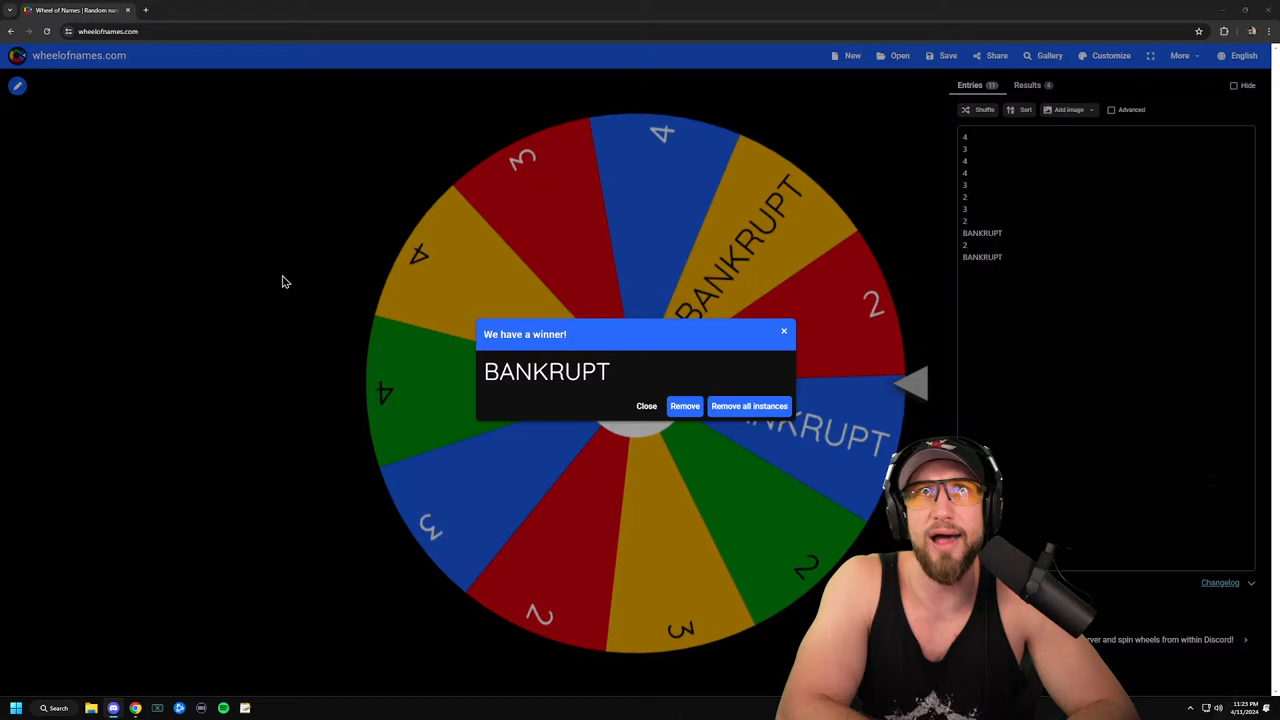 Wheel of Names | Random na
wheelofnames.com
wheelofnames.com
New
Open
Save
Share
Gallery
Customize
More
English
Entries 11
Results 4
Hide
Shuffle
Sort
Add image
Advanced
4
3
4
4
3
2
3
2
BANKRUPT
2
BANKRUPT
3
4
BANKRUPT
4
2
4
We have a winner!
BANKRUPT
Close
Remove
Remove all instances
NKRUPT
3
2
2
3
Changelog
erver and spin wheels from within Discord!
Search
11:23 PM
4/11/2024